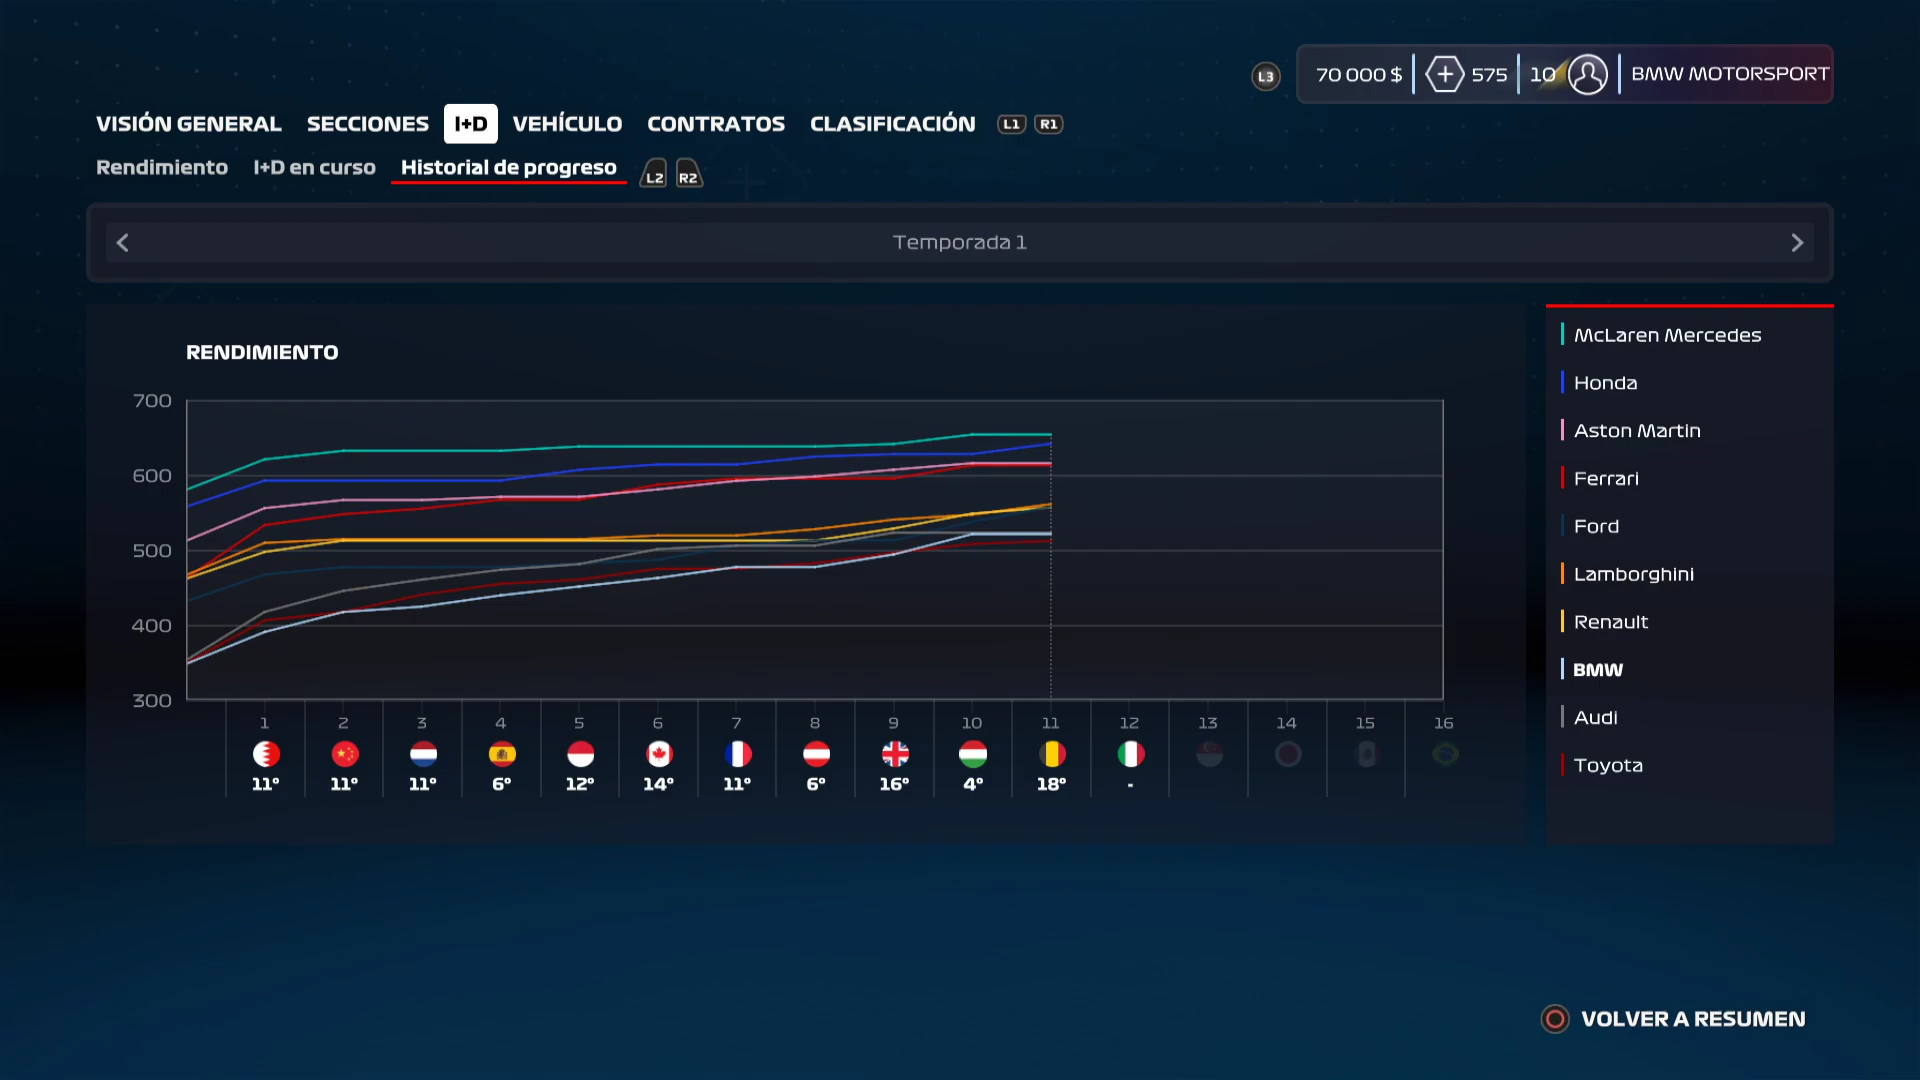 L3 70 000 $ 575 10 BMW MOTORSPORT
VISIÓN GENERAL SECCIONES I+D VEHÍCULO CONTRATOS CLASIFICACIÓN L1 R1
Rendimiento I+D en curso Historial de progreso L2 R2
Temporada 1
RENDIMIENTO
700
600
500
400
300
1 2 3 4 5 6 7 8 9 10 11 12 13 14 15 16
11º 11º 11º 6º 12º 14º 11º 6º 16º 4º 18º -
McLaren Mercedes
Honda
Aston Martin
Ferrari
Ford
Lamborghini
Renault
BMW
Audi
Toyota
VOLVER A RESUMEN